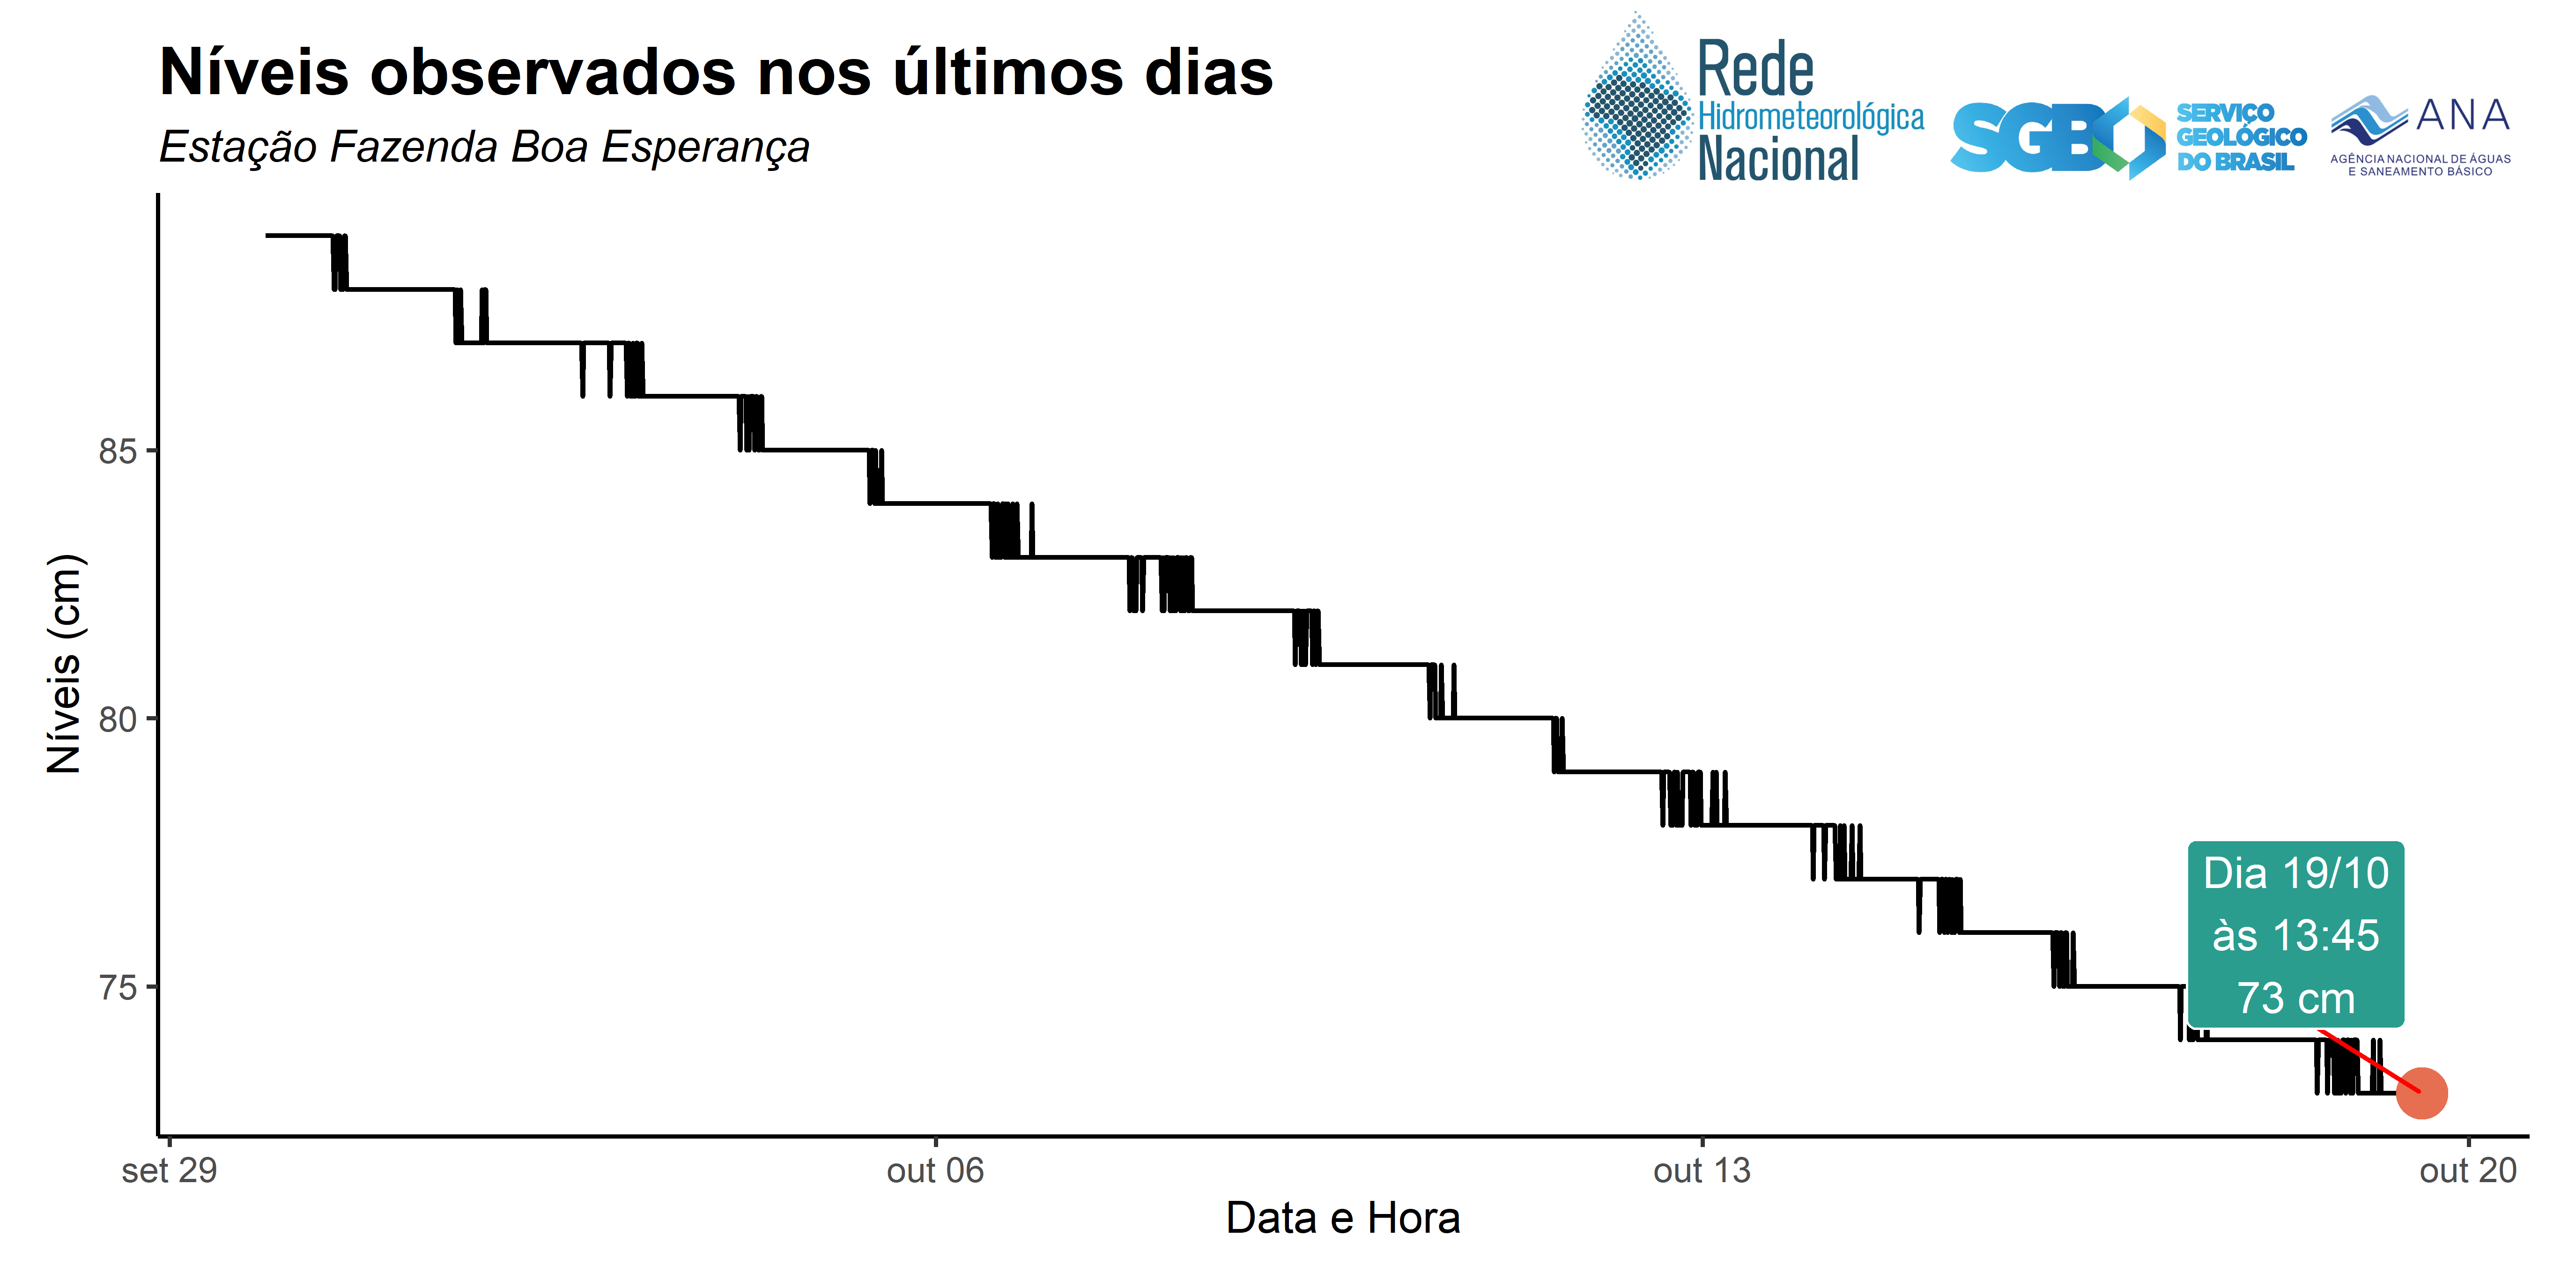 Níveis observados nos últimos dias
Estação Fazenda Boa Esperança
Rede
Hidrometeorológica
Nacional
SGB
SERVIÇO
GEOLÓGICO
DO BRASIL
ANA
AGÊNCIA NACIONAL DE ÁGUAS
E SANEAMENTO BÁSICO
Níveis (cm)
85
80
75
Dia 19/10
às 13:45
73 cm
set 29
out 06
out 13
out 20
Data e Hora